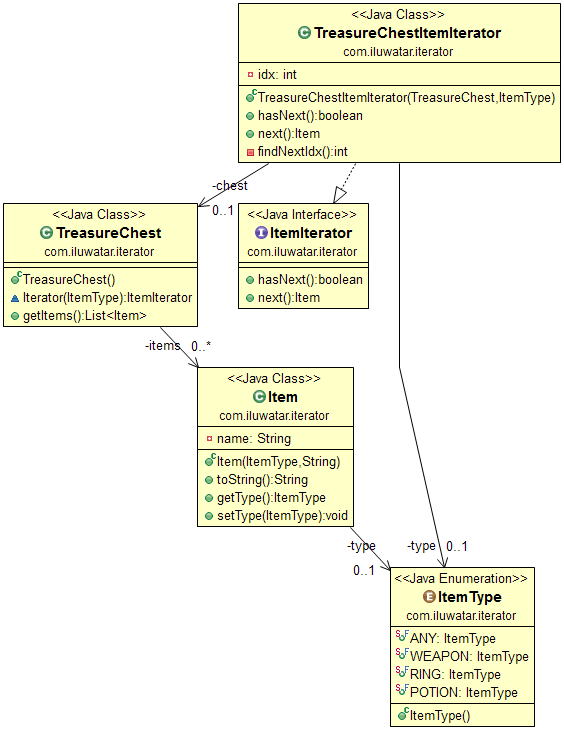 <<Java Class>>
TreasureChestItemIterator
com.iluwatar.iterator
idx: int
TreasureChestItemIterator(TreasureChest,ItemType)
hasNext():boolean
next():Item
findNextIdx():int
-chest
0..1
<<Java Class>>
TreasureChest
com.iluwatar.iterator
TreasureChest()
Iterator(ItemType):ItemIterator
getItems():List<Item>
<<Java Interface>>
ItemIterator
com.iluwatar.iterator
hasNext():boolean
next():Item
-items
0..*
<<Java Class>>
Item
com.iluwatar.iterator
name: String
Item(ItemType,String)
toString():String
getType():ItemType
setType(ItemType):void
-type
0..1
-type
0..1
<<Java Enumeration>>
ItemType
com.iluwatar.iterator
ANY: ItemType
WEAPON: ItemType
RING: ItemType
POTION: ItemType
ItemType()